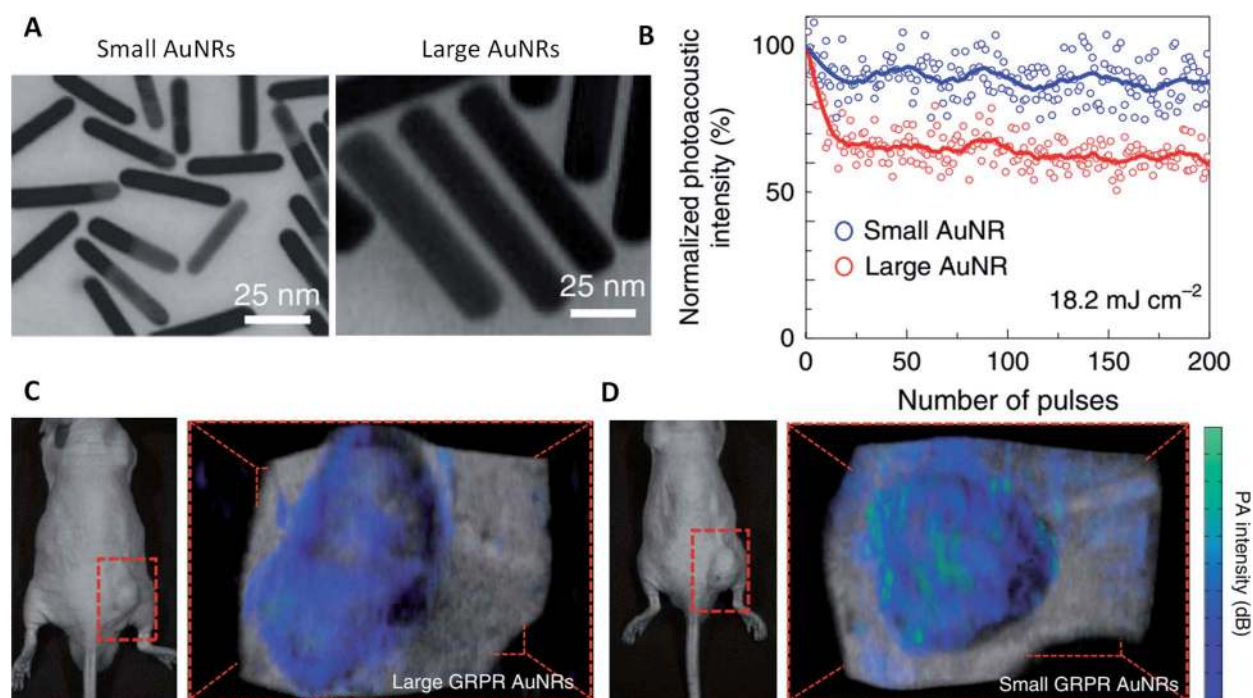 A
Small AuNRs
Large AuNRs
25 nm
25 nm
B
Normalized photoacoustic
intensity (%)
100
50
0
Small AuNR
Large AuNR
18.2 mJ cm⁻²
0
50
100
150
200
Number of pulses
C
Large GRPR AuNRs
D
Small GRPR AuNRs
PA intensity (dB)